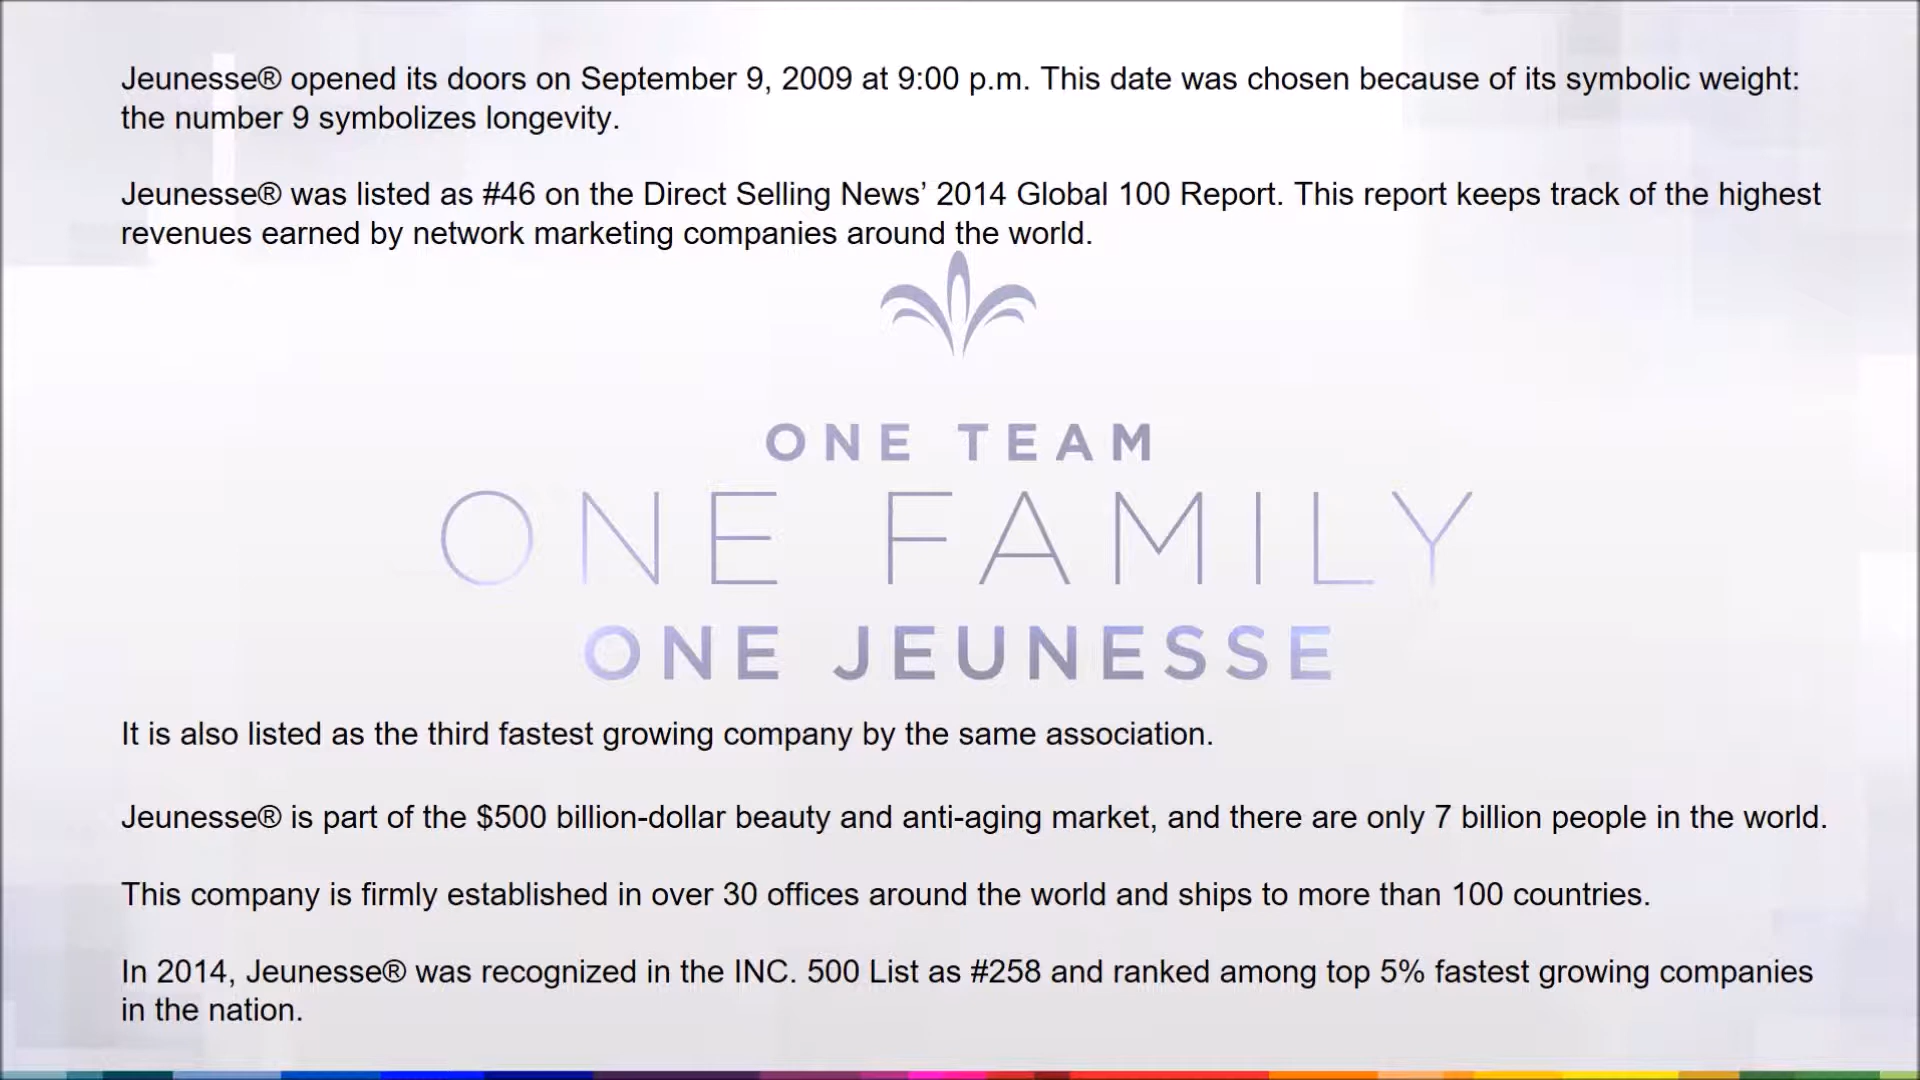 Jeunesse® opened its doors on September 9, 2009 at 9:00 p.m. This date was chosen because of its symbolic weight:
the number 9 symbolizes longevity.
Jeunesse® was listed as #46 on the Direct Selling News’ 2014 Global 100 Report. This report keeps track of the highest
revenues earned by network marketing companies around the world.
ONE TEAM
ONE FAMILY
ONE JEUNESSE
It is also listed as the third fastest growing company by the same association.
Jeunesse® is part of the $500 billion-dollar beauty and anti-aging market, and there are only 7 billion people in the world.
This company is firmly established in over 30 offices around the world and ships to more than 100 countries.
In 2014, Jeunesse® was recognized in the INC. 500 List as #258 and ranked among top 5% fastest growing companies
in the nation.